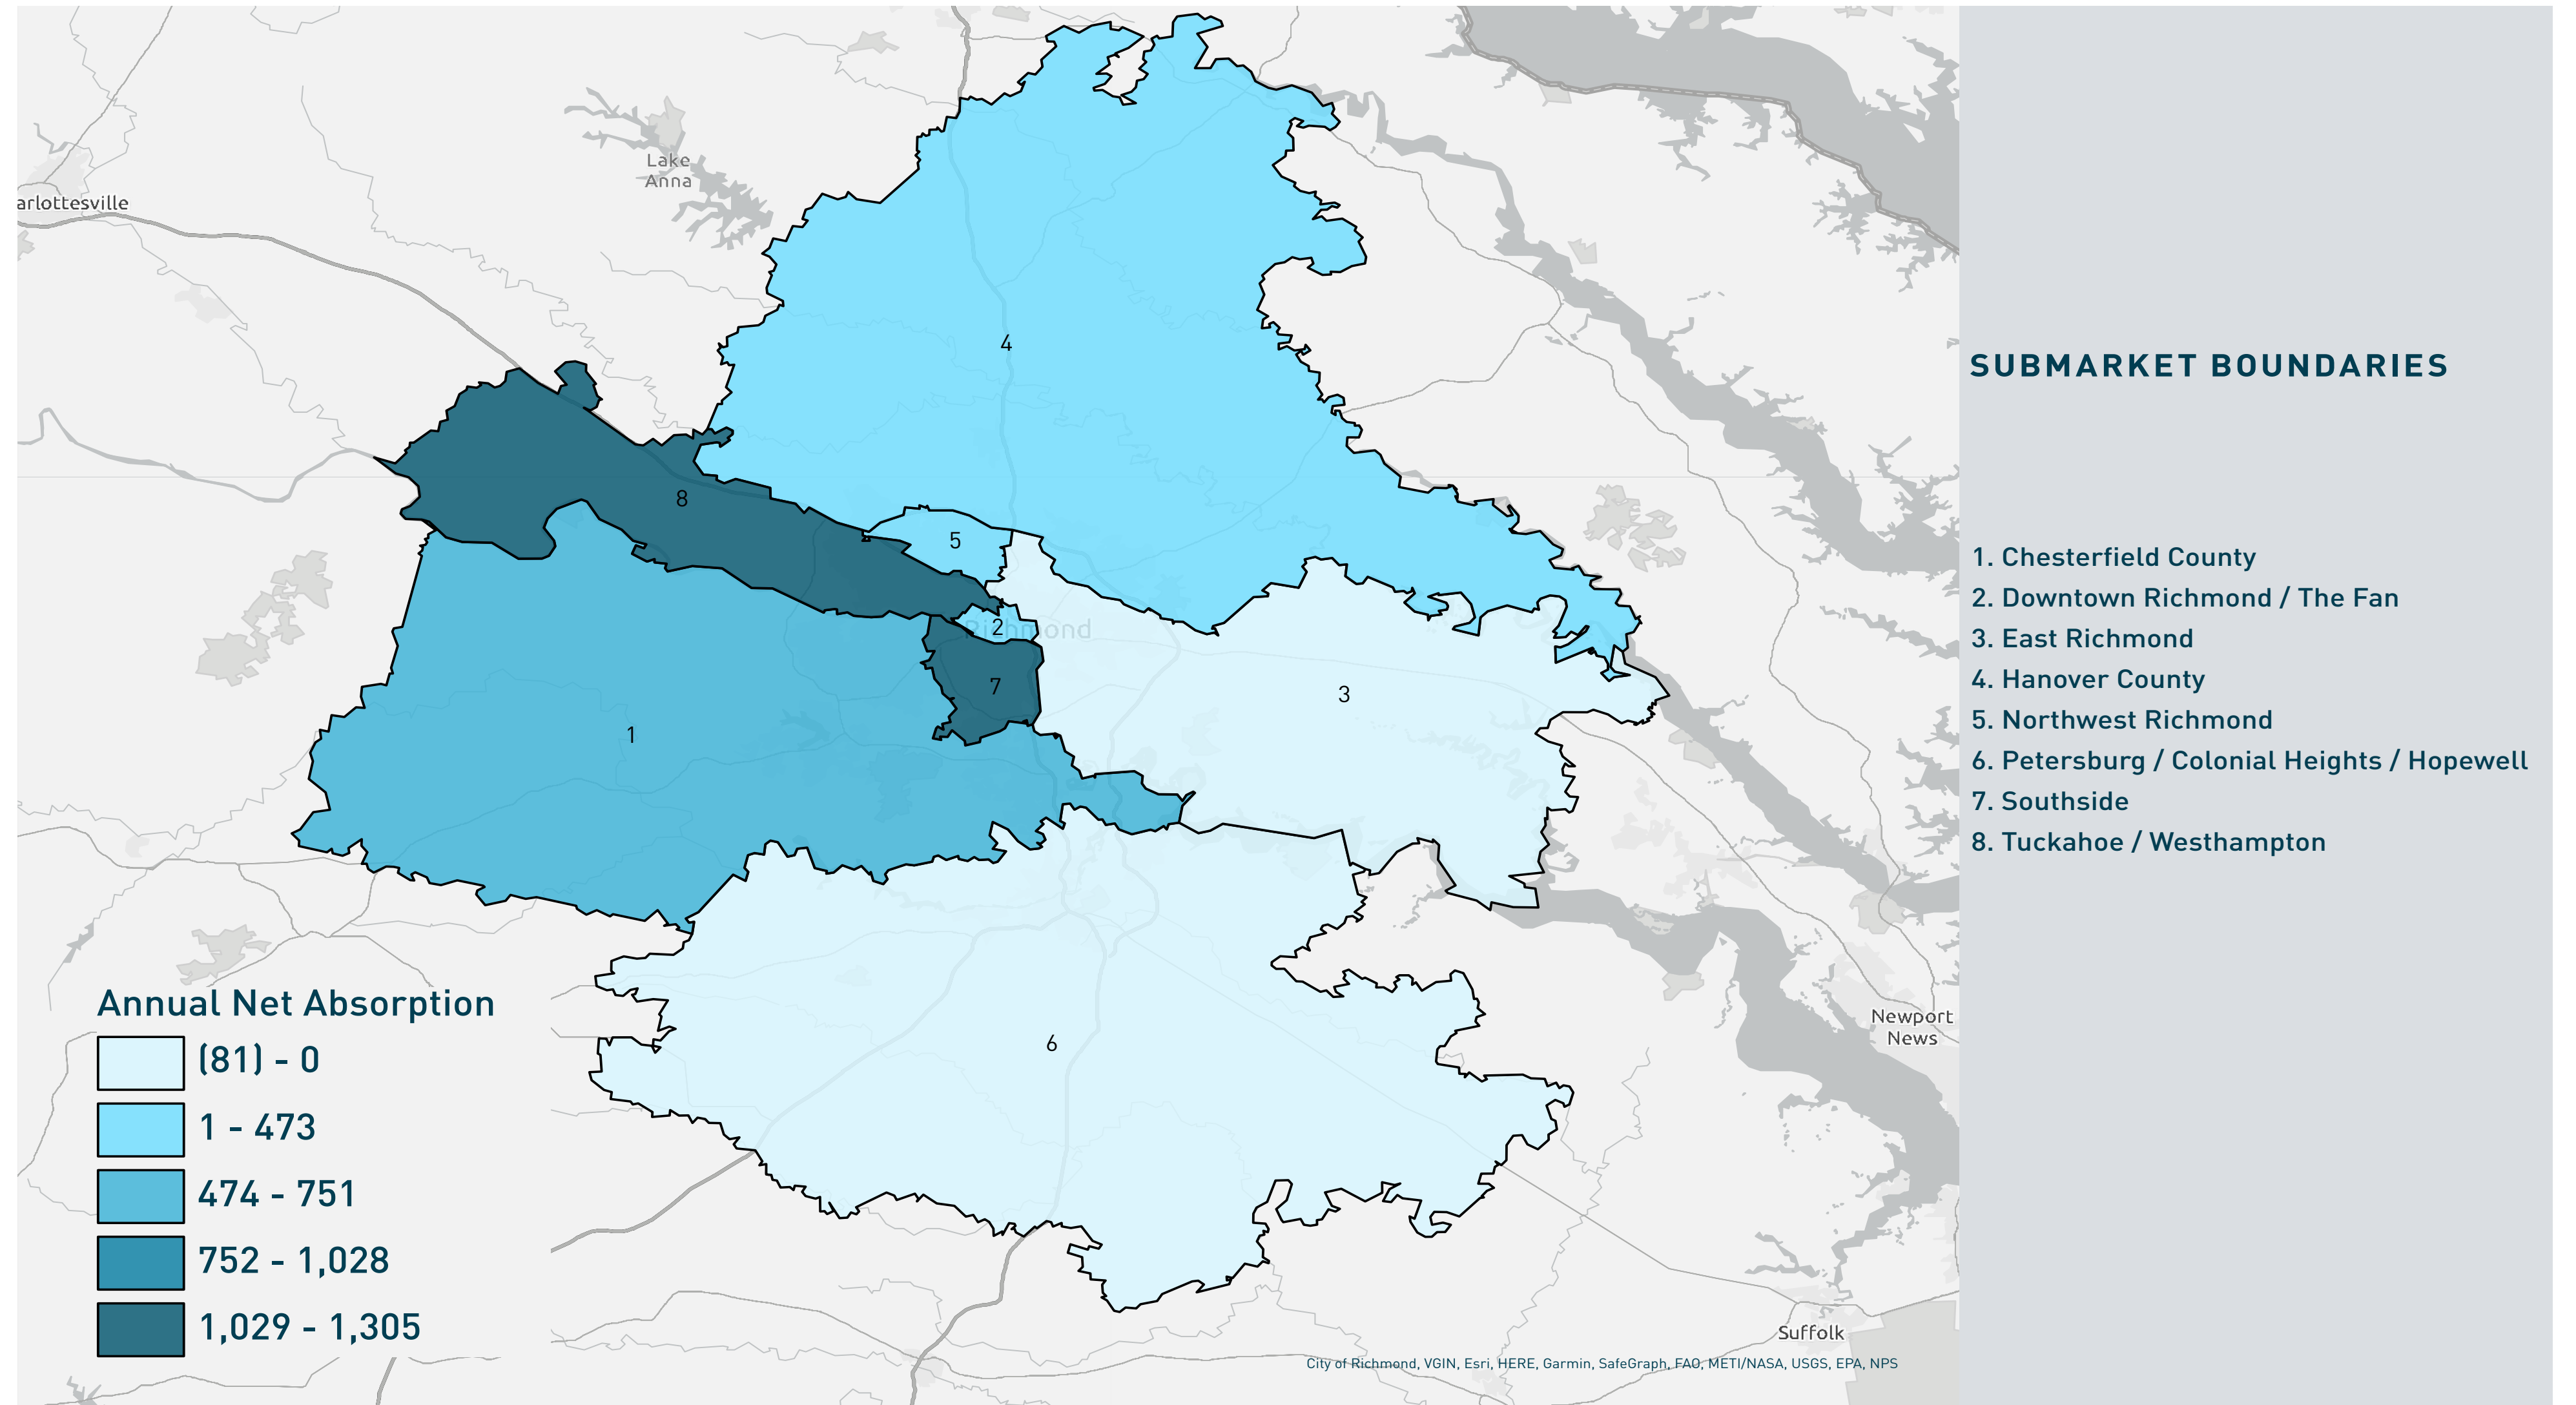 Lake
Anna
arlottesville
4
8
5
2
Richmond
7
3
1
6
Newport
News
Suffolk
Annual Net Absorption
(81) - 0
1 - 473
474 - 751
752 - 1,028
1,029 - 1,305
City of Richmond, VGIN, Esri, HERE, Garmin, SafeGraph, FAO, METI/NASA, USGS, EPA, NPS
SUBMARKET BOUNDARIES
1. Chesterfield County
2. Downtown Richmond / The Fan
3. East Richmond
4. Hanover County
5. Northwest Richmond
6. Petersburg / Colonial Heights / Hopewell
7. Southside
8. Tuckahoe / Westhampton